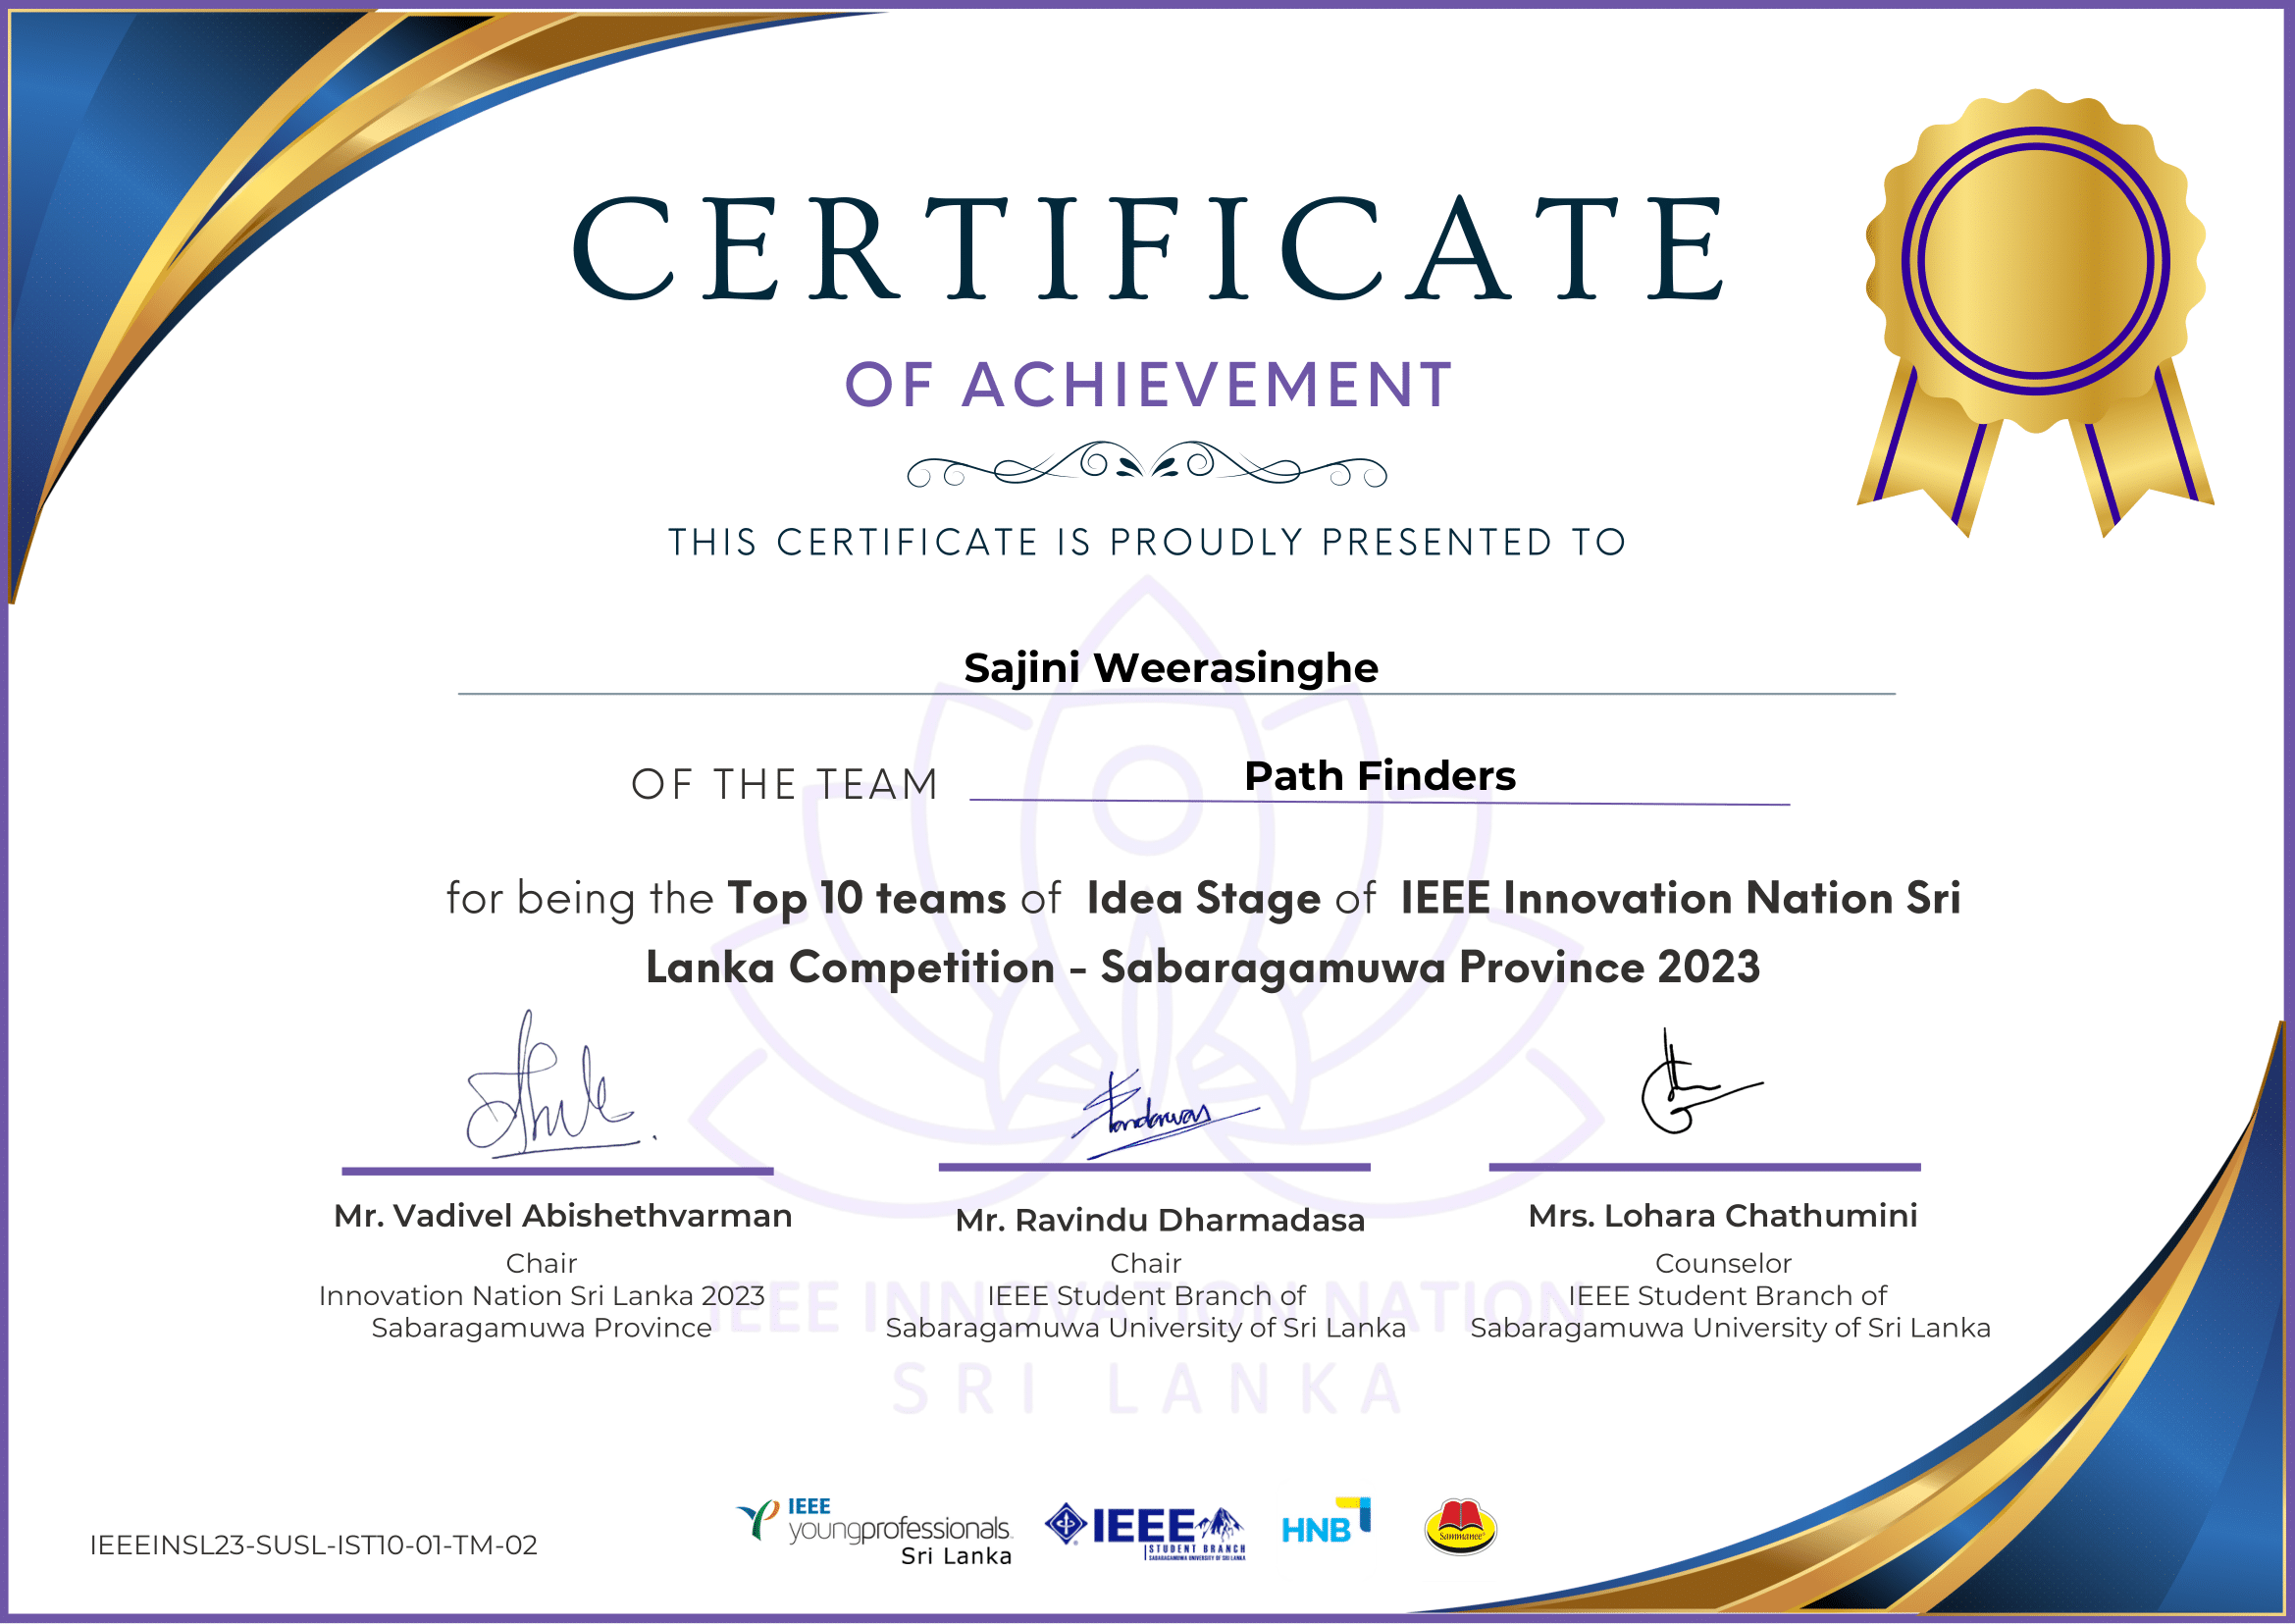 CERTIFICATE
OF ACHIEVEMENT
THIS CERTIFICATE IS PROUDLY PRESENTED TO
Sajini Weerasinghe
OF THE TEAM Path Finders
for being the Top 10 teams of Idea Stage of IEEE Innovation Nation Sri
Lanka Competition - Sabaragamuwa Province 2023
Mr. Vadivel Abishethvarman
Chair
Innovation Nation Sri Lanka 2023
Sabaragamuwa Province
Mr. Ravindu Dharmadasa
Chair
IEEE Student Branch of
Sabaragamuwa University of Sri Lanka
Mrs. Lohara Chathumini
Counselor
IEEE Student Branch of
Sabaragamuwa University of Sri Lanka
IEEE INNOVATION NATION
SRI LANKA
IEEEINSL23-SUSL-IST10-01-TM-02
IEEE
youngprofessionals
Sri Lanka
IEEE
STUDENT BRANCH
SABARAGAMUWA UNIVERSITY OF SRI LANKA
HNB
Sammanee